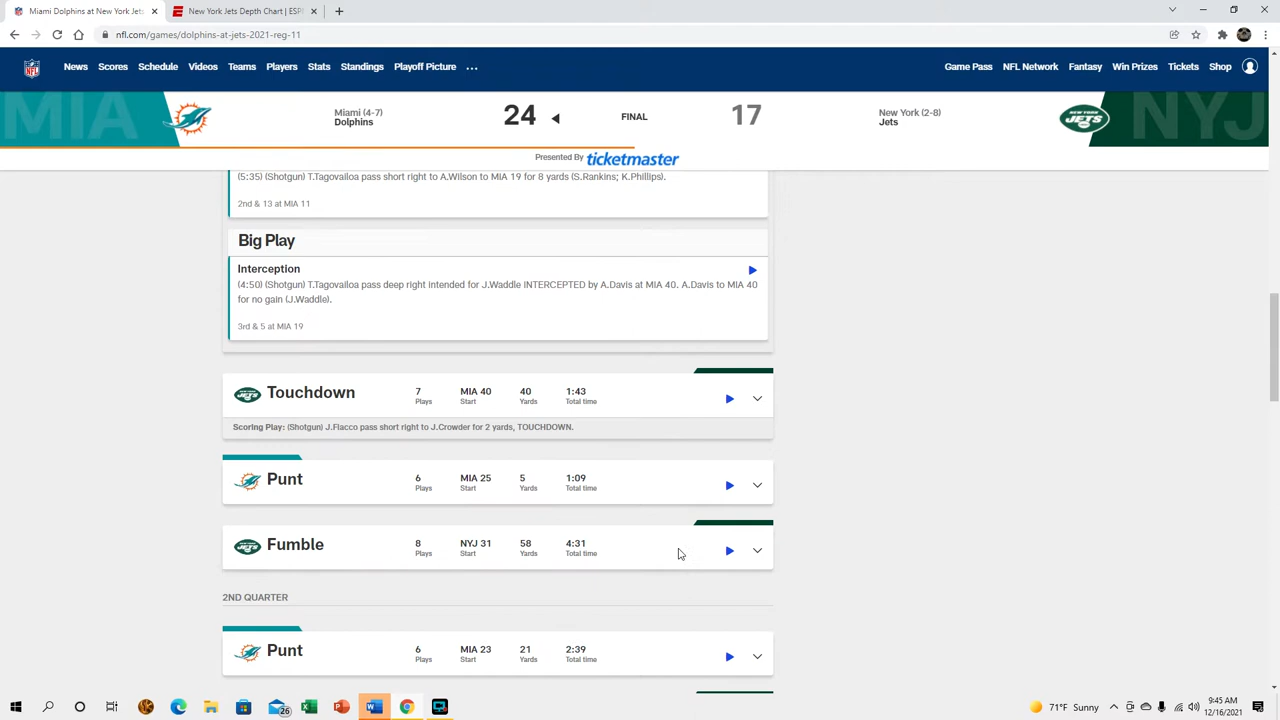 Miami Dolphins at New York Jets
New York Jets Depth Chart | ESP
nfl.com/games/dolphins-at-jets-2021-reg-11
NFL
News Scores Schedule Videos Teams Players Stats Standings Playoff Picture ... Game Pass NFL Network Fantasy Win Prizes Tickets Shop
MIA
Miami (4-7)
Dolphins
24
FINAL
17
New York (2-8)
Jets
NEW YORK
JETS
NYJ
Presented By ticketmaster
(5:35) (Shotgun) T.Tagovailoa pass short right to A.Wilson to MIA 19 for 8 yards (S.Rankins; K.Phillips).
2nd & 13 at MIA 11
Big Play
Interception
(4:50) (Shotgun) T.Tagovailoa pass deep right intended for J.Waddle INTERCEPTED by A.Davis at MIA 40. A.Davis to MIA 40
for no gain (J.Waddle).
3rd & 5 at MIA 19
JETS Touchdown 7 MIA 40 40 1:43
Plays Start Yards Total time
Scoring Play: (Shotgun) J.Flacco pass short right to J.Crowder for 2 yards, TOUCHDOWN.
Punt 6 MIA 25 5 1:09
Plays Start Yards Total time
JETS Fumble 8 NYJ 31 58 4:31
Plays Start Yards Total time
2ND QUARTER
Punt 6 MIA 23 21 2:39
Plays Start Yards Total time
26
71°F Sunny
9:45 AM
12/16/2021